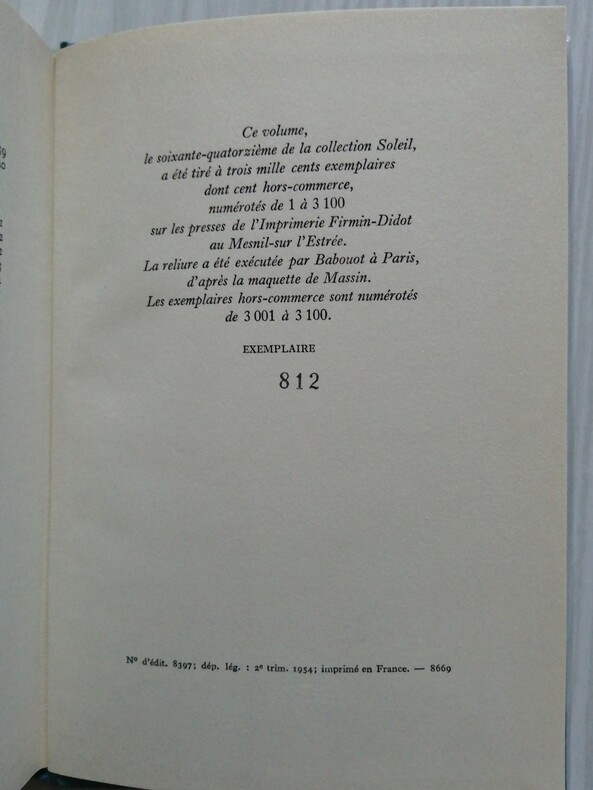 Ce volume,
le soixante-quatorzième de la collection Soleil,
a été tiré à trois mille cents exemplaires
dont cent hors-commerce,
numérotés de 1 à 3 100
sur les presses de l'Imprimerie Firmin-Didot
au Mesnil-sur l'Estrée.
La reliure a été exécutée par Babouot à Paris,
d'après la maquette de Massin.
Les exemplaires hors-commerce sont numérotés
de 3 001 à 3 100.
EXEMPLAIRE
812
Nº d'édit. 8397; dép. lég. : 2e trim. 1954; imprimé en France. — 8669